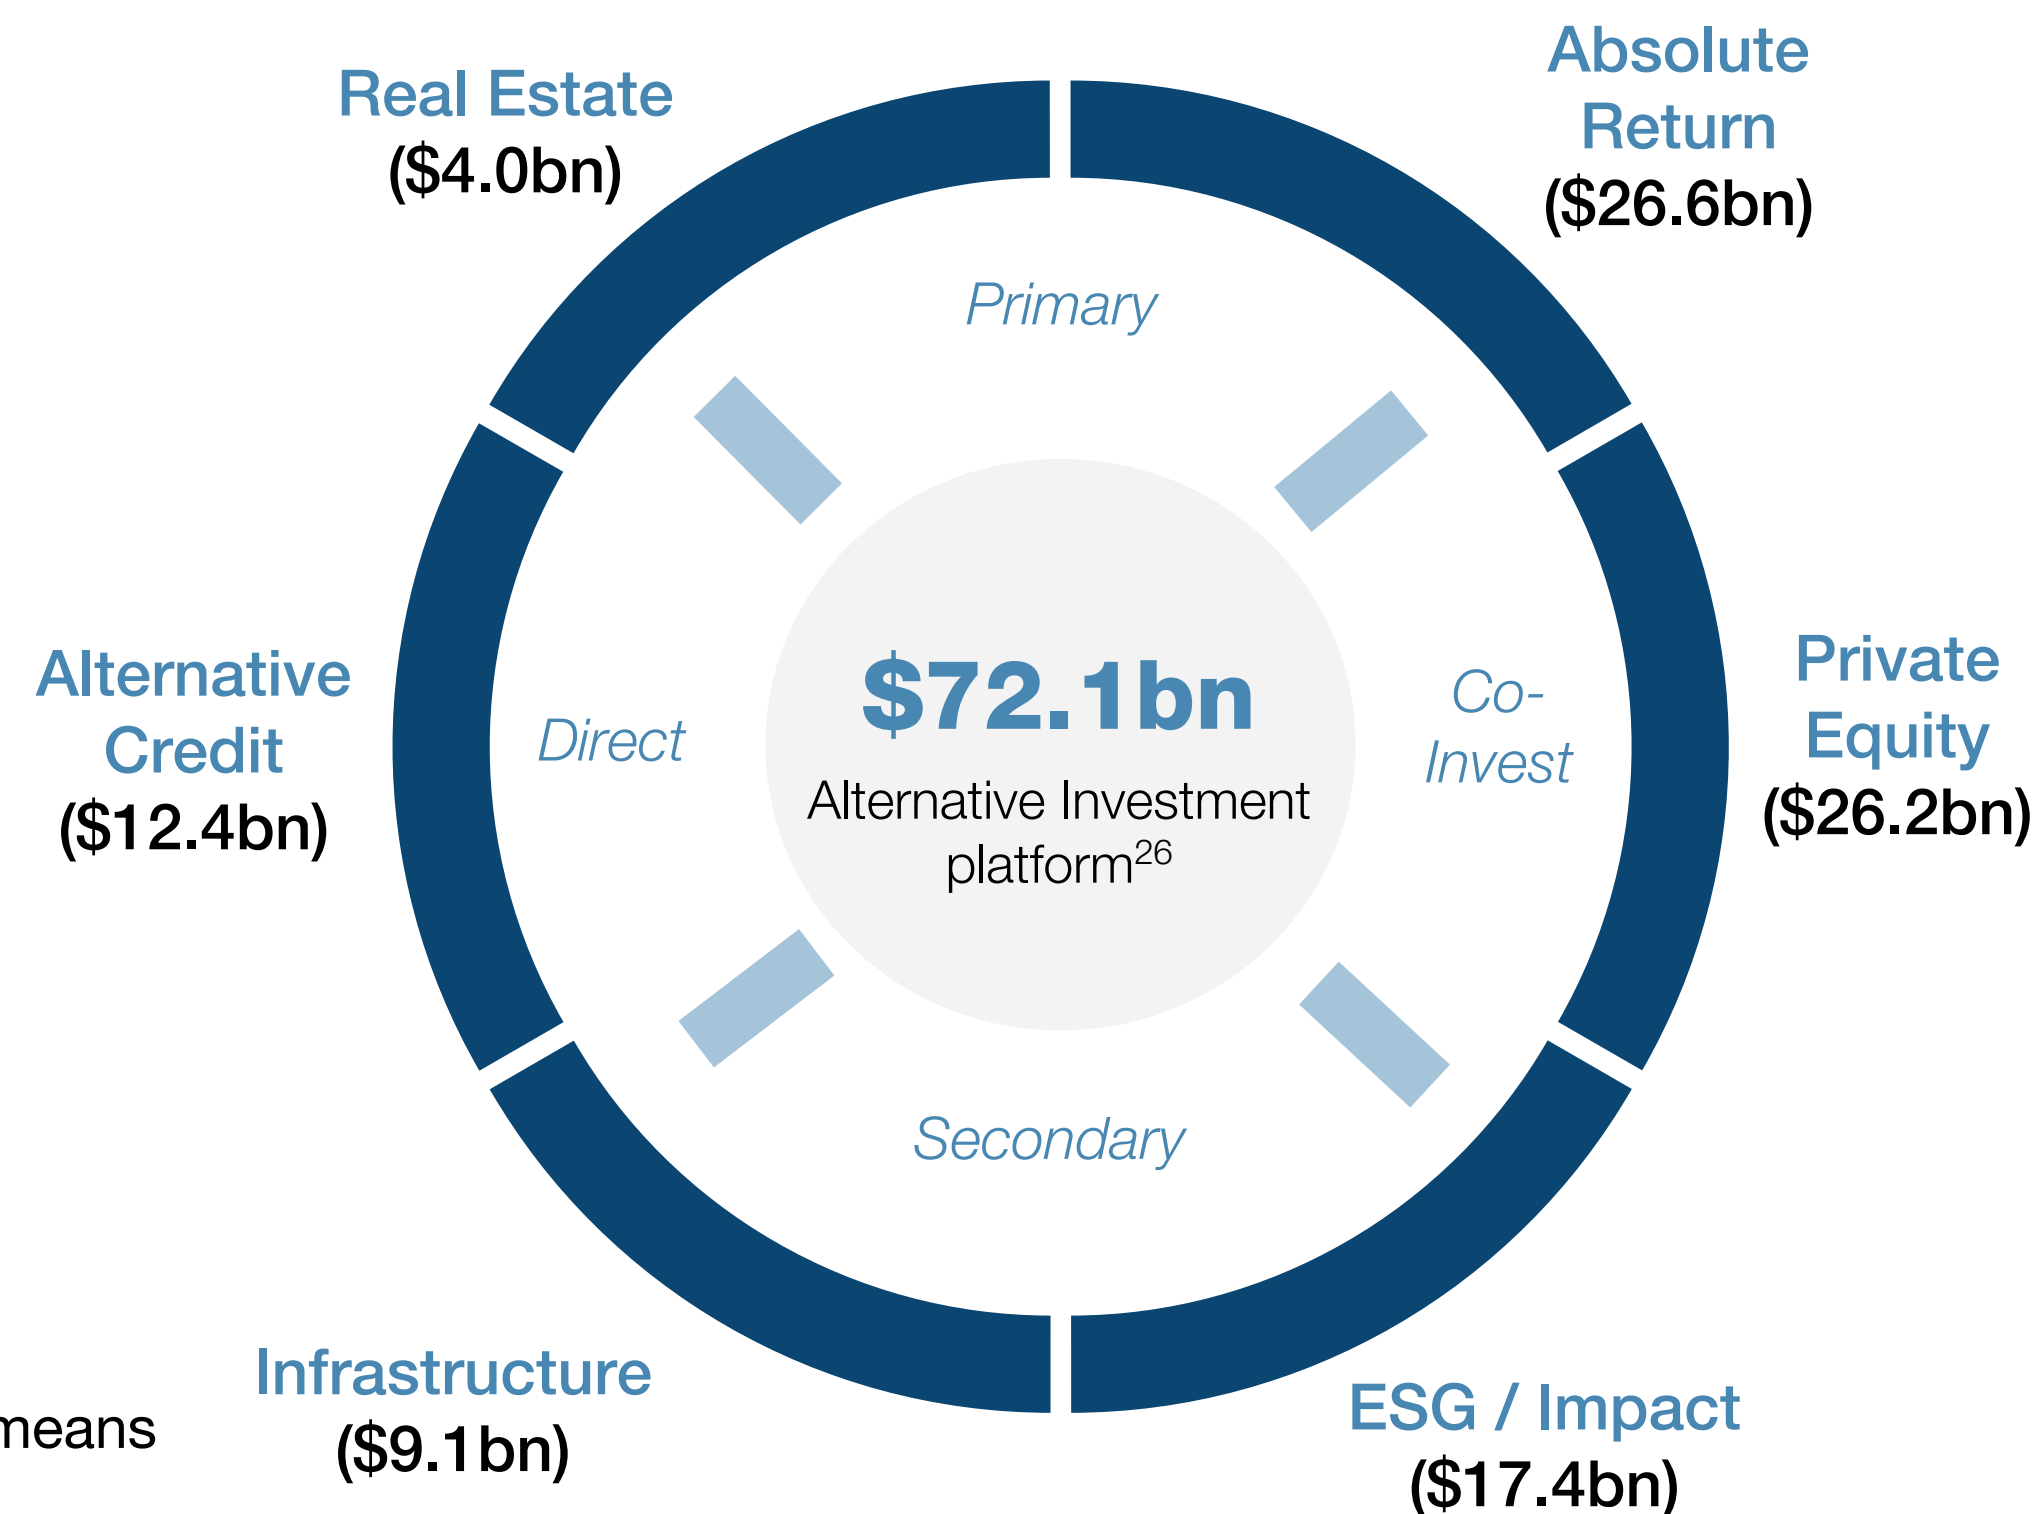 Absolute
Return
($26.6bn)
Real Estate
($4.0bn)
Primary
Alternative
Credit
($12.4bn)
Direct
$72.1bn
Alternative Investment
platform26
Co-
Invest
Private
Equity
($26.2bn)
Secondary
Infrastructure
($9.1bn)
means
ESG / Impact
($17.4bn)